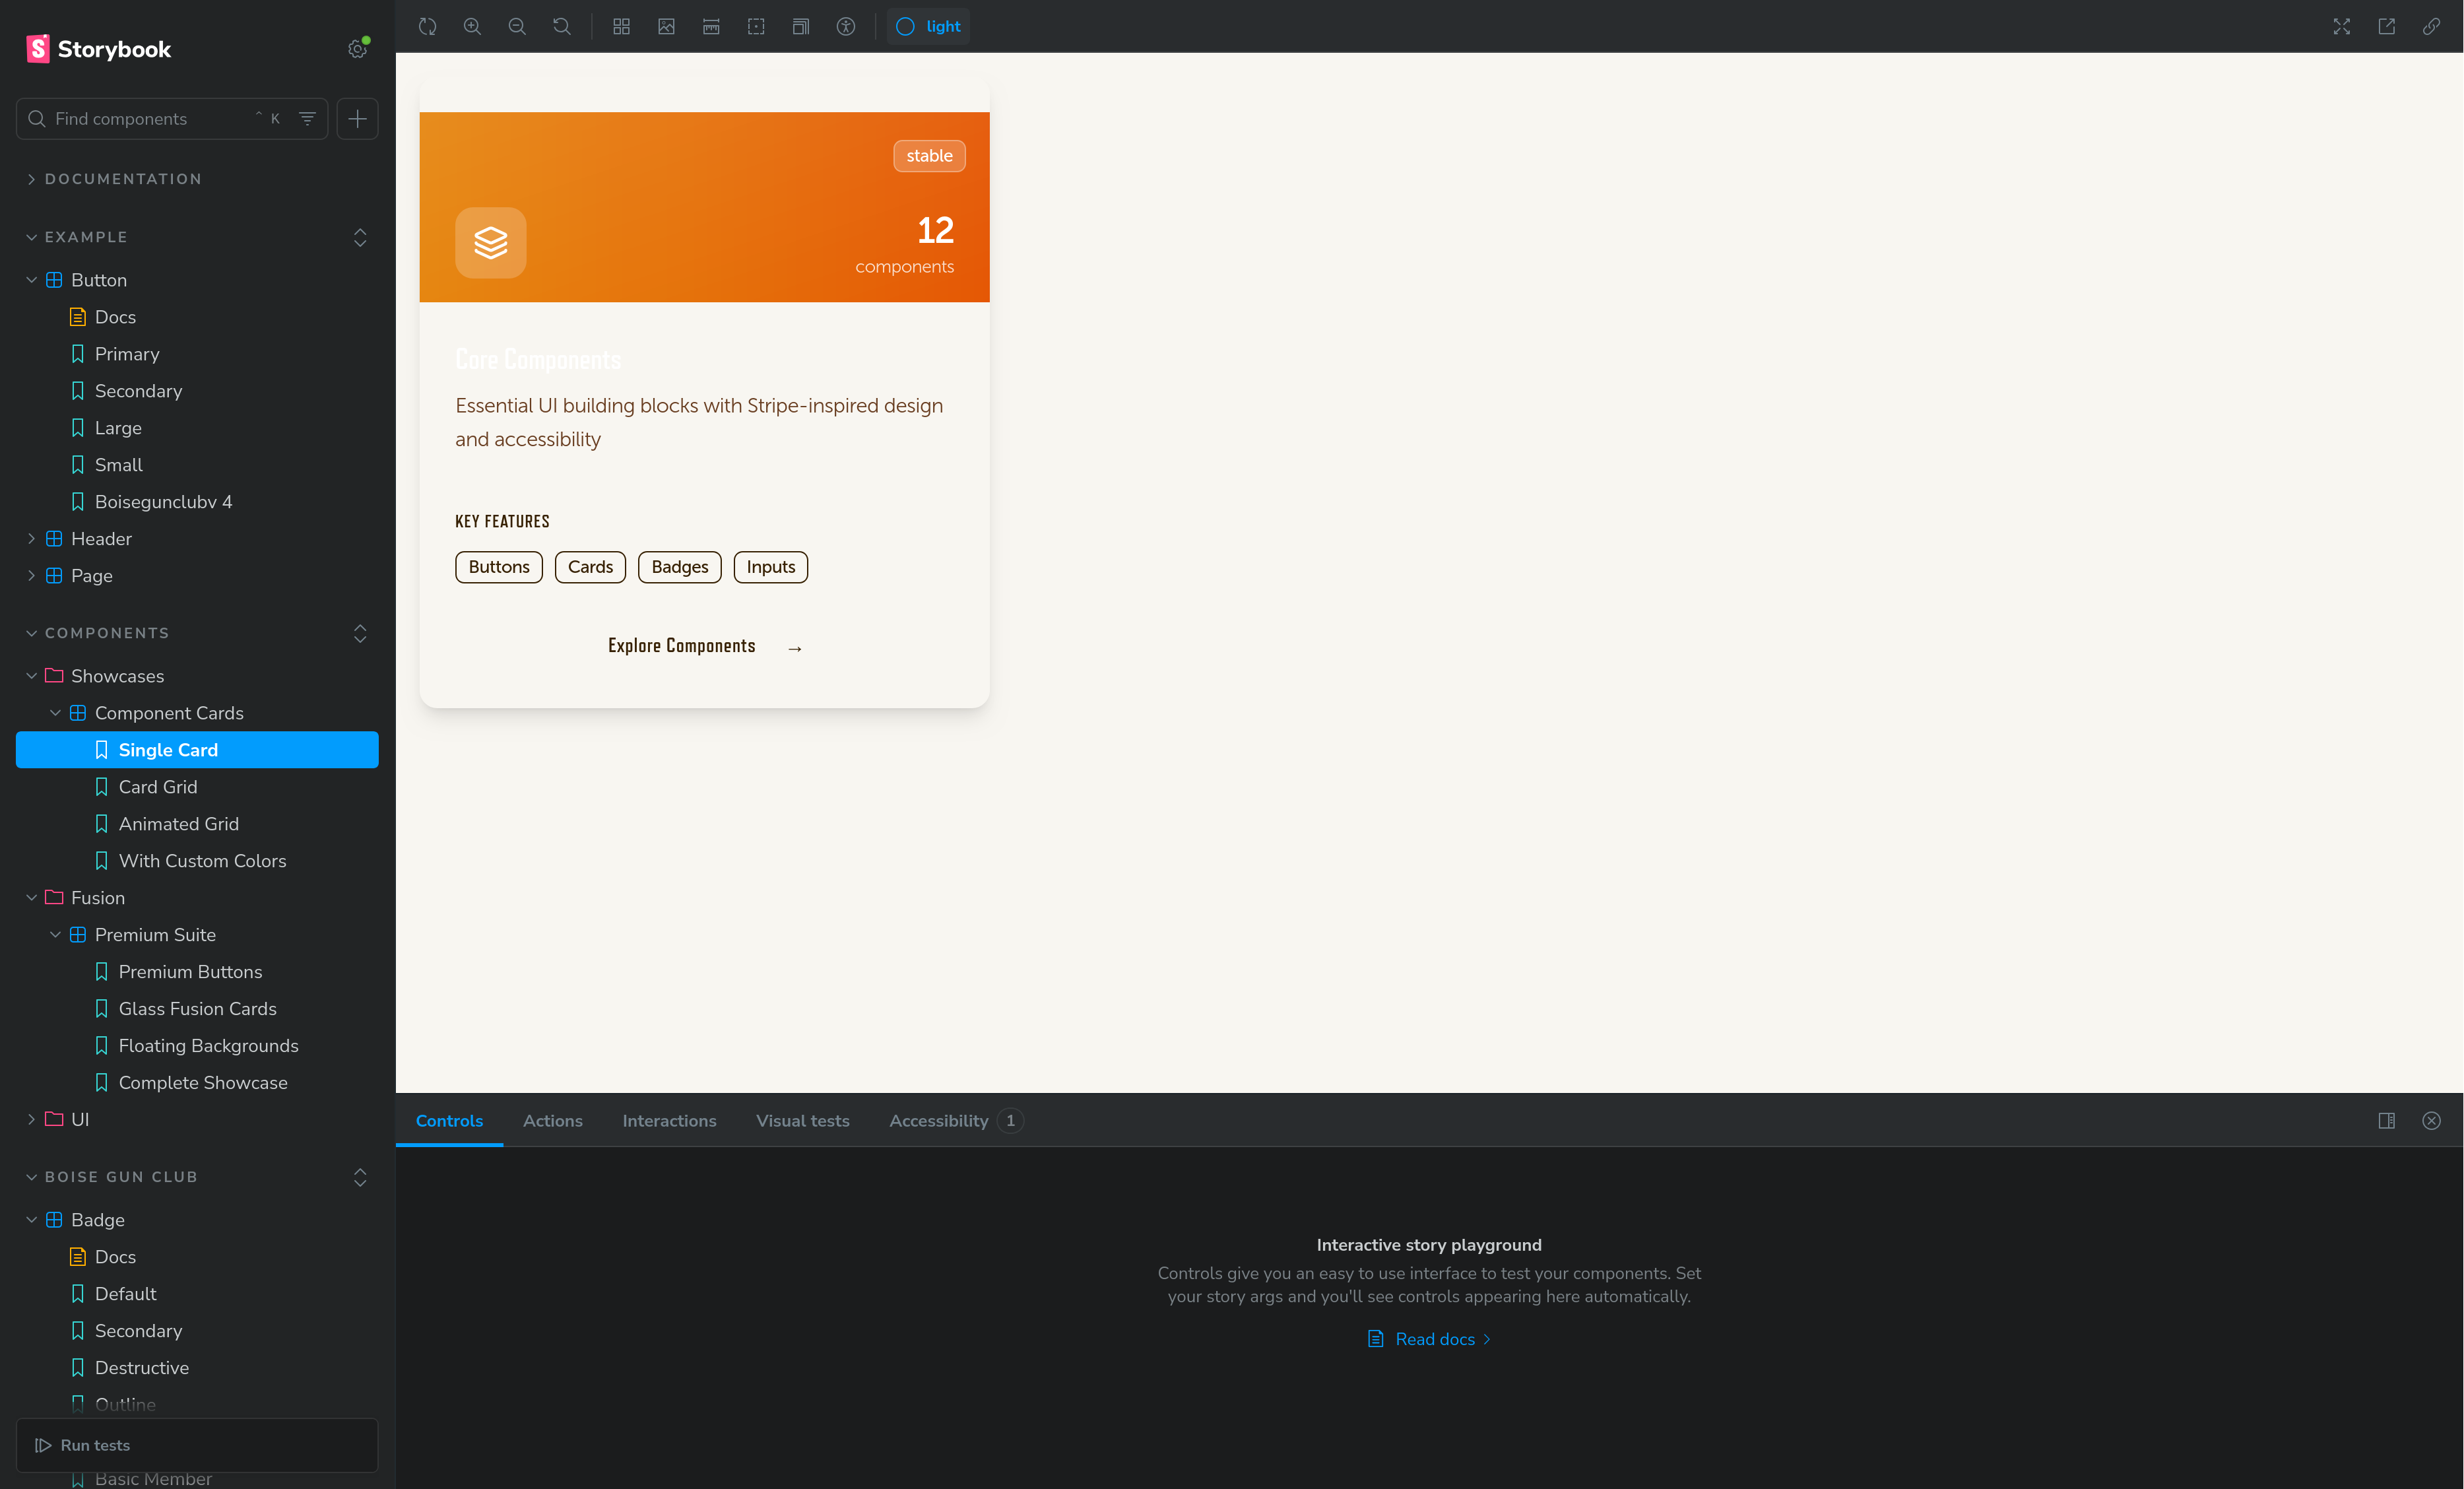 Storybook
Find components
^ K
DOCUMENTATION
EXAMPLE
Button
Docs
Primary
Secondary
Large
Small
Boisegunclubv 4
Header
Page
COMPONENTS
Showcases
Component Cards
Single Card
Card Grid
Animated Grid
With Custom Colors
Fusion
Premium Suite
Premium Buttons
Glass Fusion Cards
Floating Backgrounds
Complete Showcase
UI
BOISE GUN CLUB
Badge
Docs
Default
Secondary
Destructive
Outline
Run tests
Basic Member
light
stable
12
components
Core Components
Essential UI building blocks with Stripe-inspired design
and accessibility
KEY FEATURES
Buttons Cards Badges Inputs
Explore Components →
Controls Actions Interactions Visual tests Accessibility 1
Interactive story playground
Controls give you an easy to use interface to test your components. Set
your story args and you'll see controls appearing here automatically.
Read docs